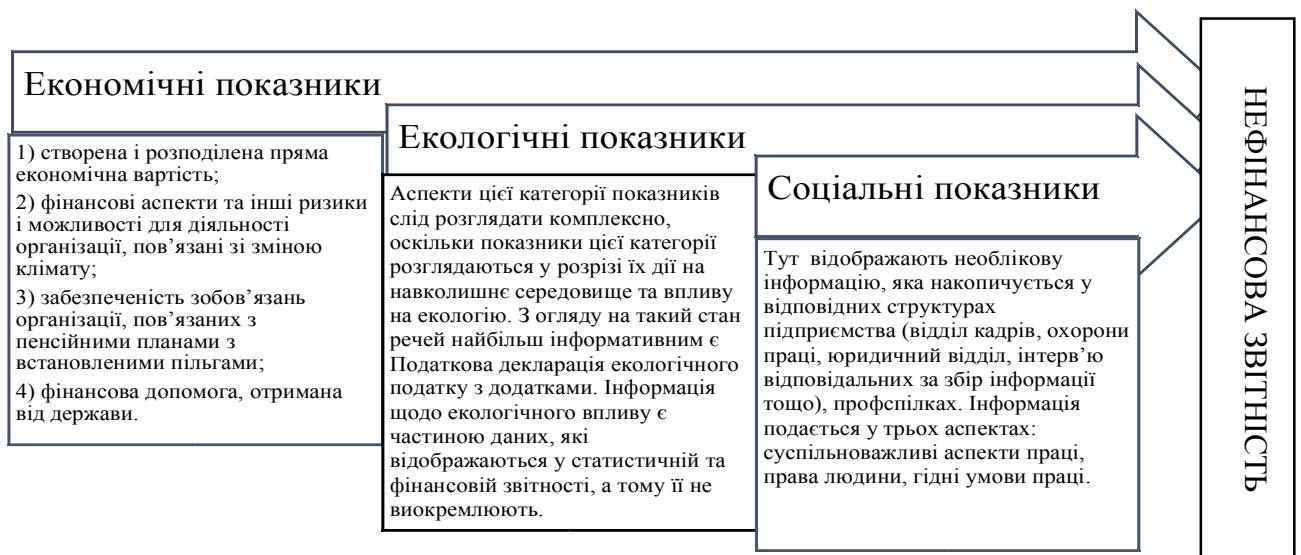 Економічні показники
1) створена і розподілена пряма
економічна вартість;
2) фінансові аспекти та інші ризики
і можливості для діяльності
організації, пов’язані зі зміною
клімату;
3) забезпеченість зобов’язань
організації, пов’язаних з
пенсійними планами з
встановленими пільгами;
4) фінансова допомога, отримана
від держави.
Екологічні показники
Аспекти цієї категорії показників
слід розглядати комплексно,
оскільки показники цієї категорії
розглядаються у розрізі їх дії на
навколишнє середовище та впливу
на екологію. З огляду на такий стан
речей найбільш інформативним є
Податкова декларація екологічного
податку з додатками. Інформація
щодо екологічного впливу є
частиною даних, які
відображаються у статистичній та
фінансовій звітності, а тому її не
виокремлюють.
Соціальні показники
Тут відображають необлікову
інформацію, яка накопичується у
відповідних структурах
підприємства (відділ кадрів, охорони
праці, юридичний відділ, інтерв’ю
відповідальних за збір інформації
тощо), профспілках. Інформація
подається у трьох аспектах:
суспільноважливі аспекти праці,
права людини, гідні умови праці.
НЕФІНАНСОВА ЗВІТНІСТЬ